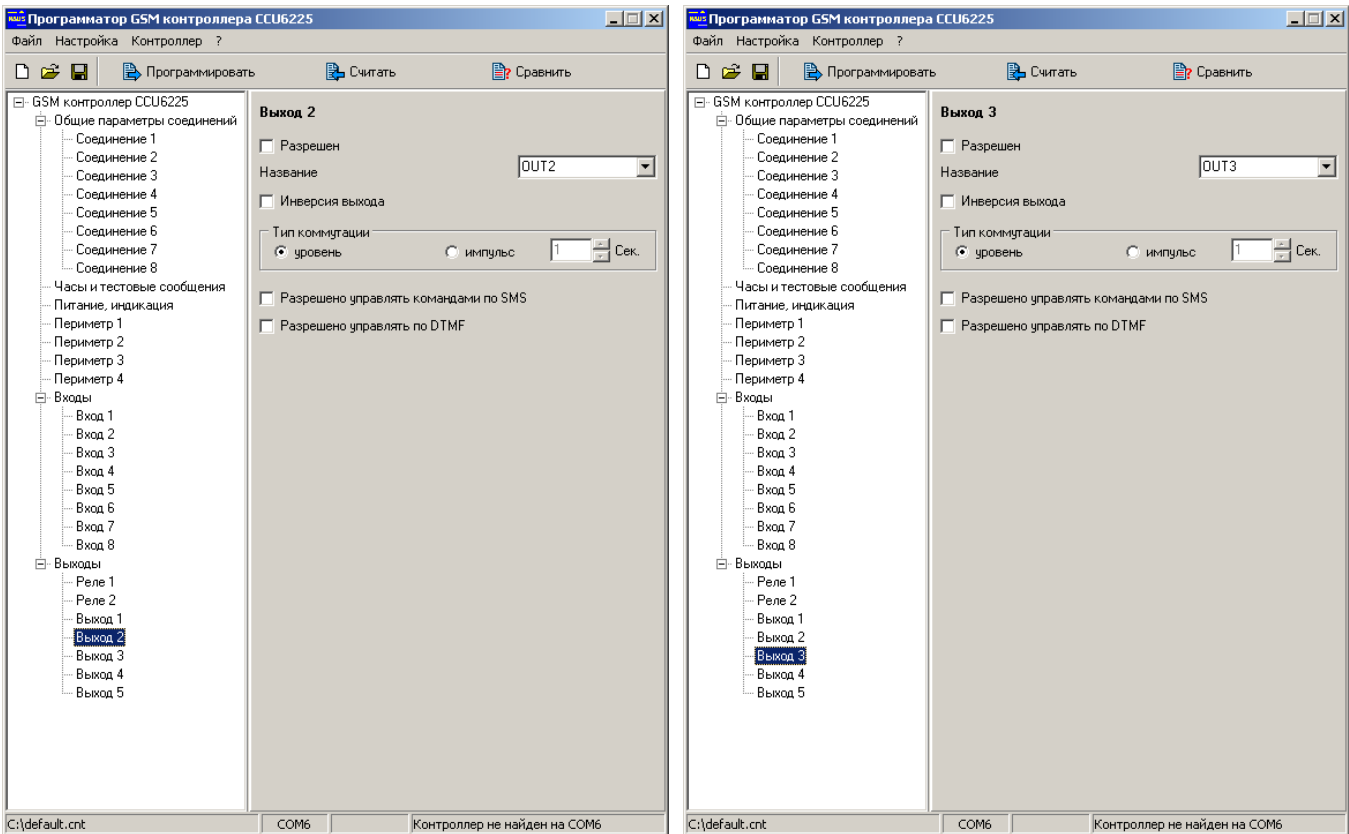 Программатор GSM контроллера CCU6225
Файл Настройка Контроллер ?
Программировать Считать Сравнить
GSM контроллер CCU6225
Общие параметры соединений
Соединение 1
Соединение 2
Соединение 3
Соединение 4
Соединение 5
Соединение 6
Соединение 7
Соединение 8
Часы и тестовые сообщения
Питание, индикация
Периметр 1
Периметр 2
Периметр 3
Периметр 4
Входы
Вход 1
Вход 2
Вход 3
Вход 4
Вход 5
Вход 6
Вход 7
Вход 8
Выходы
Реле 1
Реле 2
Выход 1
Выход 2
Выход 3
Выход 4
Выход 5
Выход 2
Разрешен
Название OUT2
Инверсия выхода
Тип коммутации
уровень импульс 1 Сек.
Разрешено управлять командами по SMS
Разрешено управлять по DTMF
C:\default.cnt COM6 Контроллер не найден на COM6
Программатор GSM контроллера CCU6225
Файл Настройка Контроллер ?
Программировать Считать Сравнить
GSM контроллер CCU6225
Общие параметры соединений
Соединение 1
Соединение 2
Соединение 3
Соединение 4
Соединение 5
Соединение 6
Соединение 7
Соединение 8
Часы и тестовые сообщения
Питание, индикация
Периметр 1
Периметр 2
Периметр 3
Периметр 4
Входы
Вход 1
Вход 2
Вход 3
Вход 4
Вход 5
Вход 6
Вход 7
Вход 8
Выходы
Реле 1
Реле 2
Выход 1
Выход 2
Выход 3
Выход 4
Выход 5
Выход 3
Разрешен
Название OUT3
Инверсия выхода
Тип коммутации
уровень импульс 1 Сек.
Разрешено управлять командами по SMS
Разрешено управлять по DTMF
C:\default.cnt COM6 Контроллер не найден на COM6